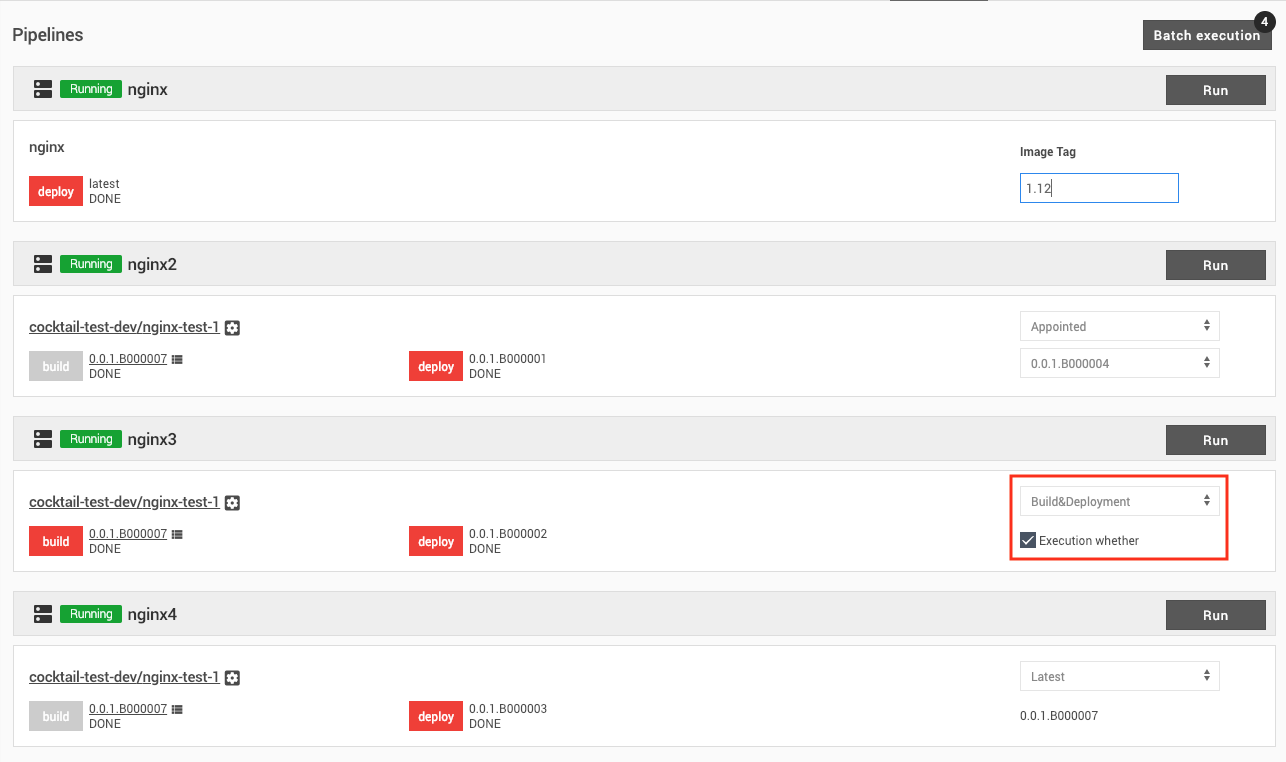 Pipelines
4
Batch execution
Running nginx
Run
nginx
Image Tag
deploy
latest
DONE
1.12
Running nginx2
Run
cocktail-test-dev/nginx-test-1
Appointed
build
0.0.1.B000007
DONE
deploy
0.0.1.B000001
DONE
0.0.1.B000004
Running nginx3
Run
cocktail-test-dev/nginx-test-1
Build&Deployment
build
0.0.1.B000007
DONE
deploy
0.0.1.B000002
DONE
Execution whether
Running nginx4
Run
cocktail-test-dev/nginx-test-1
Latest
build
0.0.1.B000007
DONE
deploy
0.0.1.B000003
DONE
0.0.1.B000007